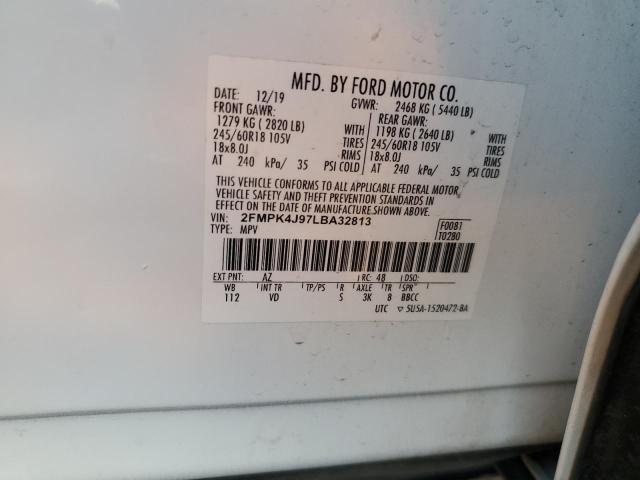 MFD. BY FORD MOTOR CO.
DATE: 12/19 GVWR: 2468 KG ( 5440 LB)
FRONT GAWR: REAR GAWR:
1279 KG ( 2820 LB) WITH 1198 KG ( 2640 LB) WITH
245/60R18 105V TIRES 245/60R18 105V TIRES
18x8.0J RIMS 18x8.0J RIMS
AT 240 kPa/ 35 PSI COLD AT 240 kPa/ 35 PSI COLD
THIS VEHICLE CONFORMS TO ALL APPLICABLE FEDERAL MOTOR
VEHICLE SAFETY AND THEFT PREVENTION STANDARDS IN
EFFECT ON THE DATE OF MANUFACTURE SHOWN ABOVE.
VIN: 2FMPK4J97LBA32813 F0081
TYPE: MPV T0280
EXT PNT: AZ RC: 48 DSO:
WB INT TR TP/PS R AXLE TR SPR
112 VD S 3K 8 BBCC
UTC ▽ 5U5A-1520472-BA